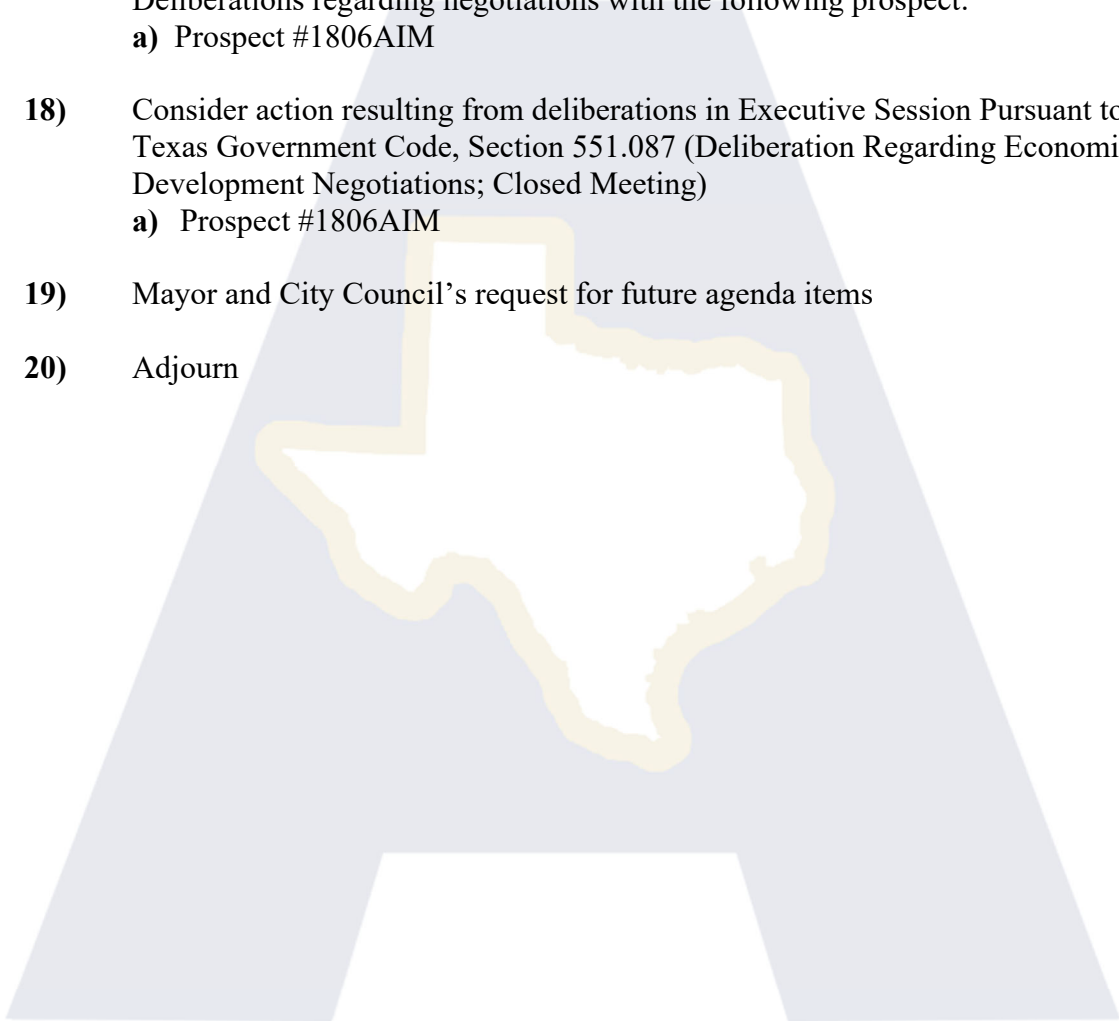 Deliberations regarding negotiations with the following prospect:
a) Prospect #1806AIM
18) Consider action resulting from deliberations in Executive Session Pursuant to
Texas Government Code, Section 551.087 (Deliberation Regarding Economi
Development Negotiations; Closed Meeting)
a) Prospect #1806AIM
19) Mayor and City Council’s request for future agenda items
20) Adjourn